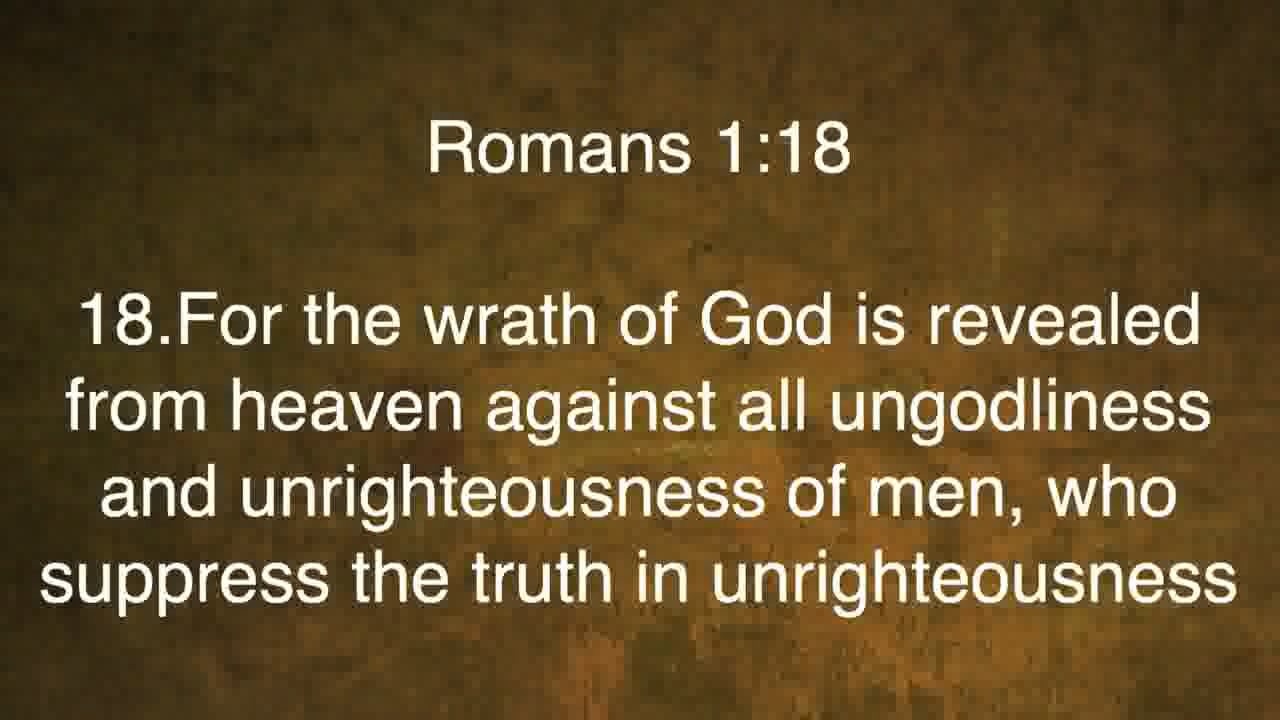 Romans 1:18
18.For the wrath of God is revealed
from heaven against all ungodliness
and unrighteousness of men, who
suppress the truth in unrighteousness